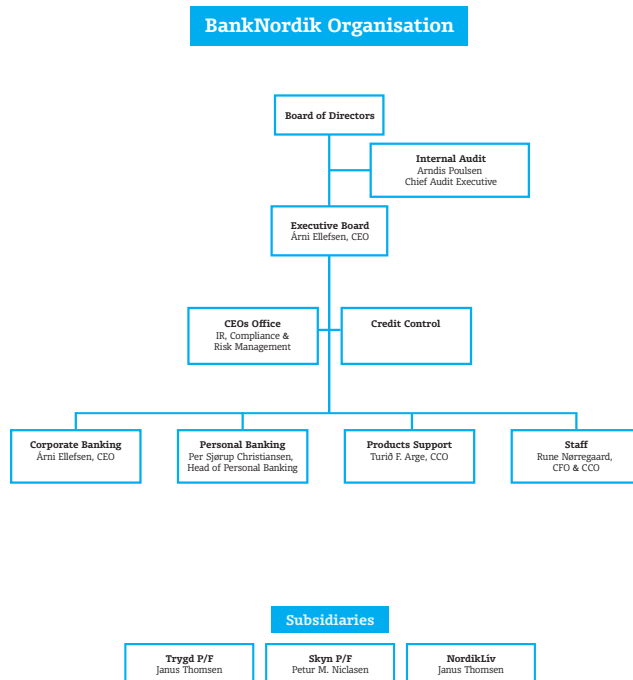 BankNordik Organisation
Board of Directors
Internal Audit
Arndis Poulsen
Chief Audit Executive
Executive Board
Árni Ellefsen, CEO
CEOs Office
IR, Compliance &
Risk Management
Credit Control
Corporate Banking
Árni Ellefsen, CEO
Personal Banking
Per Sjørup Christiansen,
Head of Personal Banking
Products Support
Turið F. Arge, CCO
Staff
Rune Nørregaard,
CFO & CCO
Subsidiaries
Trygd P/F
Janus Thomsen
Skyn P/F
Petur M. Niclasen
NordikLív
Janus Thomsen